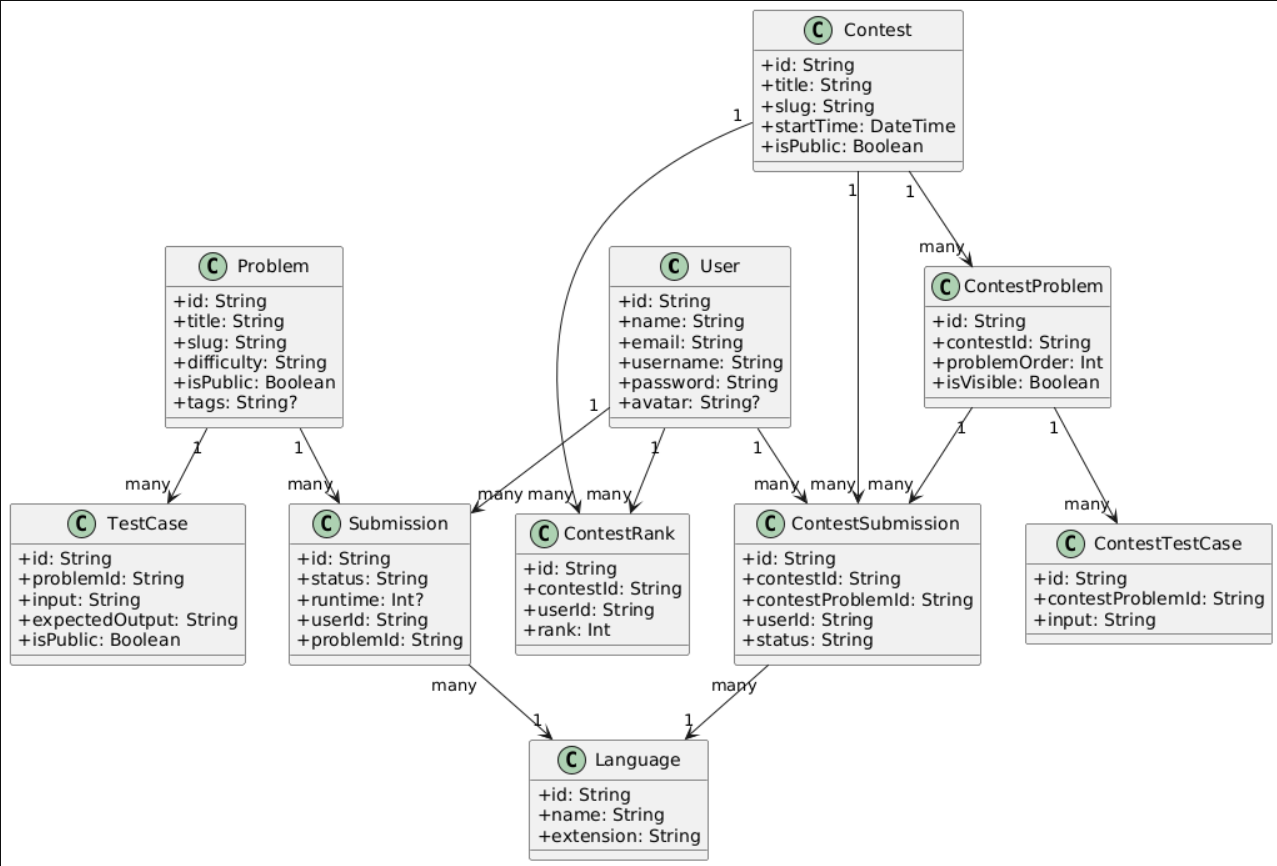 C Contest
+id: String
+title: String
+slug: String
+startTime: DateTime
+isPublic: Boolean
1
1
1
many
C Problem
+id: String
+title: String
+slug: String
+difficulty: String
+isPublic: Boolean
+tags: String?
C User
+id: String
+name: String
+email: String
+username: String
+password: String
+avatar: String?
C ContestProblem
+id: String
+contestId: String
+problemOrder: Int
+isVisible: Boolean
1
1
1
1
1
1
1
many
many
many
many
many
many
many
many
many
C TestCase
+id: String
+problemId: String
+input: String
+expectedOutput: String
+isPublic: Boolean
C Submission
+id: String
+status: String
+runtime: Int?
+userId: String
+problemId: String
C ContestRank
+id: String
+contestId: String
+userId: String
+rank: Int
C ContestSubmission
+id: String
+contestId: String
+contestProblemId: String
+userId: String
+status: String
C ContestTestCase
+id: String
+contestProblemId: String
+input: String
many
many
1
1
C Language
+id: String
+name: String
+extension: String